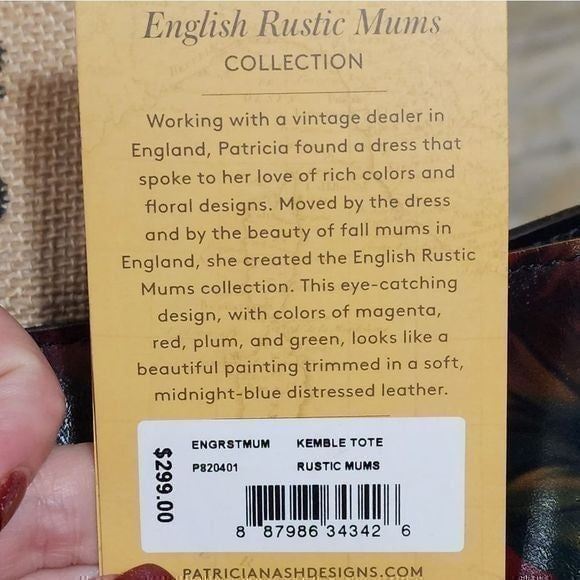 English Rustic Mums
COLLECTION
Working with a vintage dealer in
England, Patricia found a dress that
spoke to her love of rich colors and
floral designs. Moved by the dress
and by the beauty of fall mums in
England, she created the English Rustic
Mums collection. This eye-catching
design, with colors of magenta,
red, plum, and green, looks like a
beautiful painting trimmed in a soft,
midnight-blue distressed leather.
$299.00
ENGRSTMUM KEMBLE TOTE
P820401 RUSTIC MUMS
8 87986 34342 6
PATRICIANASHDESIGNS.COM